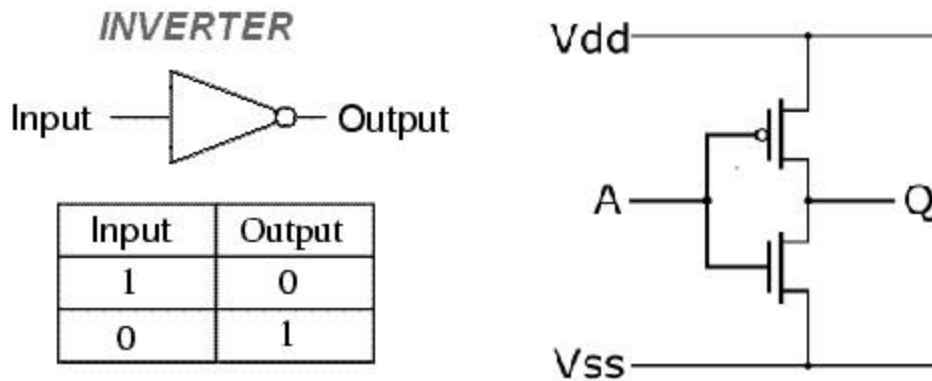 INVERTER
Input Output
Input Output
1 0
0 1
Vdd
A Q
Vss